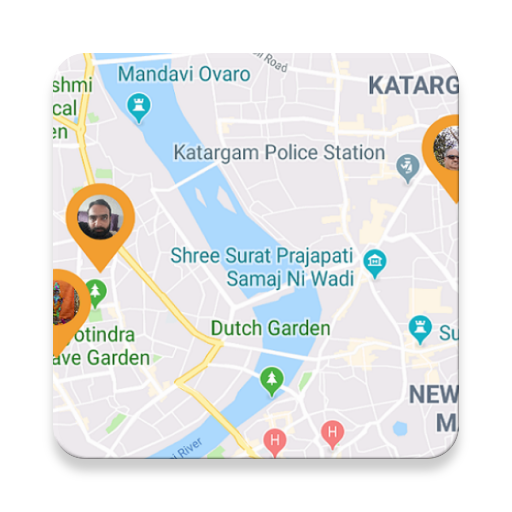 Road
Mandavi Ovaro
shmi
cal
en
KATARG
Katargam Police Station
Shree Surat Prajapati
Samaj Ni Wadi
Dutch Garden
Su
otindra
ave Garden
NEW
M
H
H
River